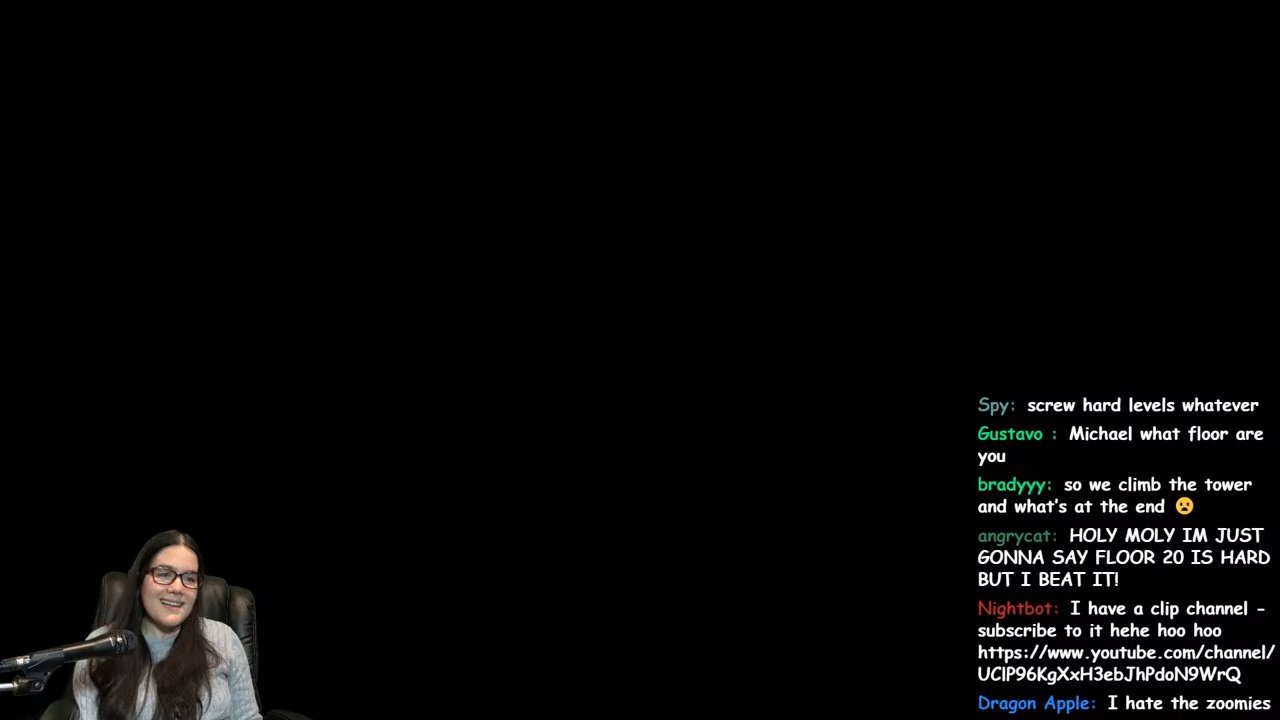 Spy: screw hard levels whatever
Gustavo : Michael what floor are
you
bradyyy: so we climb the tower
and what's at the end 😦
angrycat: HOLY MOLY IM JUST
GONNA SAY FLOOR 20 IS HARD
BUT I BEAT IT!
Nightbot: I have a clip channel -
subscribe to it hehe hoo hoo
https://www.youtube.com/channel/
UClP96KgXxH3ebJhPdoN9WrQ
Dragon Apple: I hate the zoomies